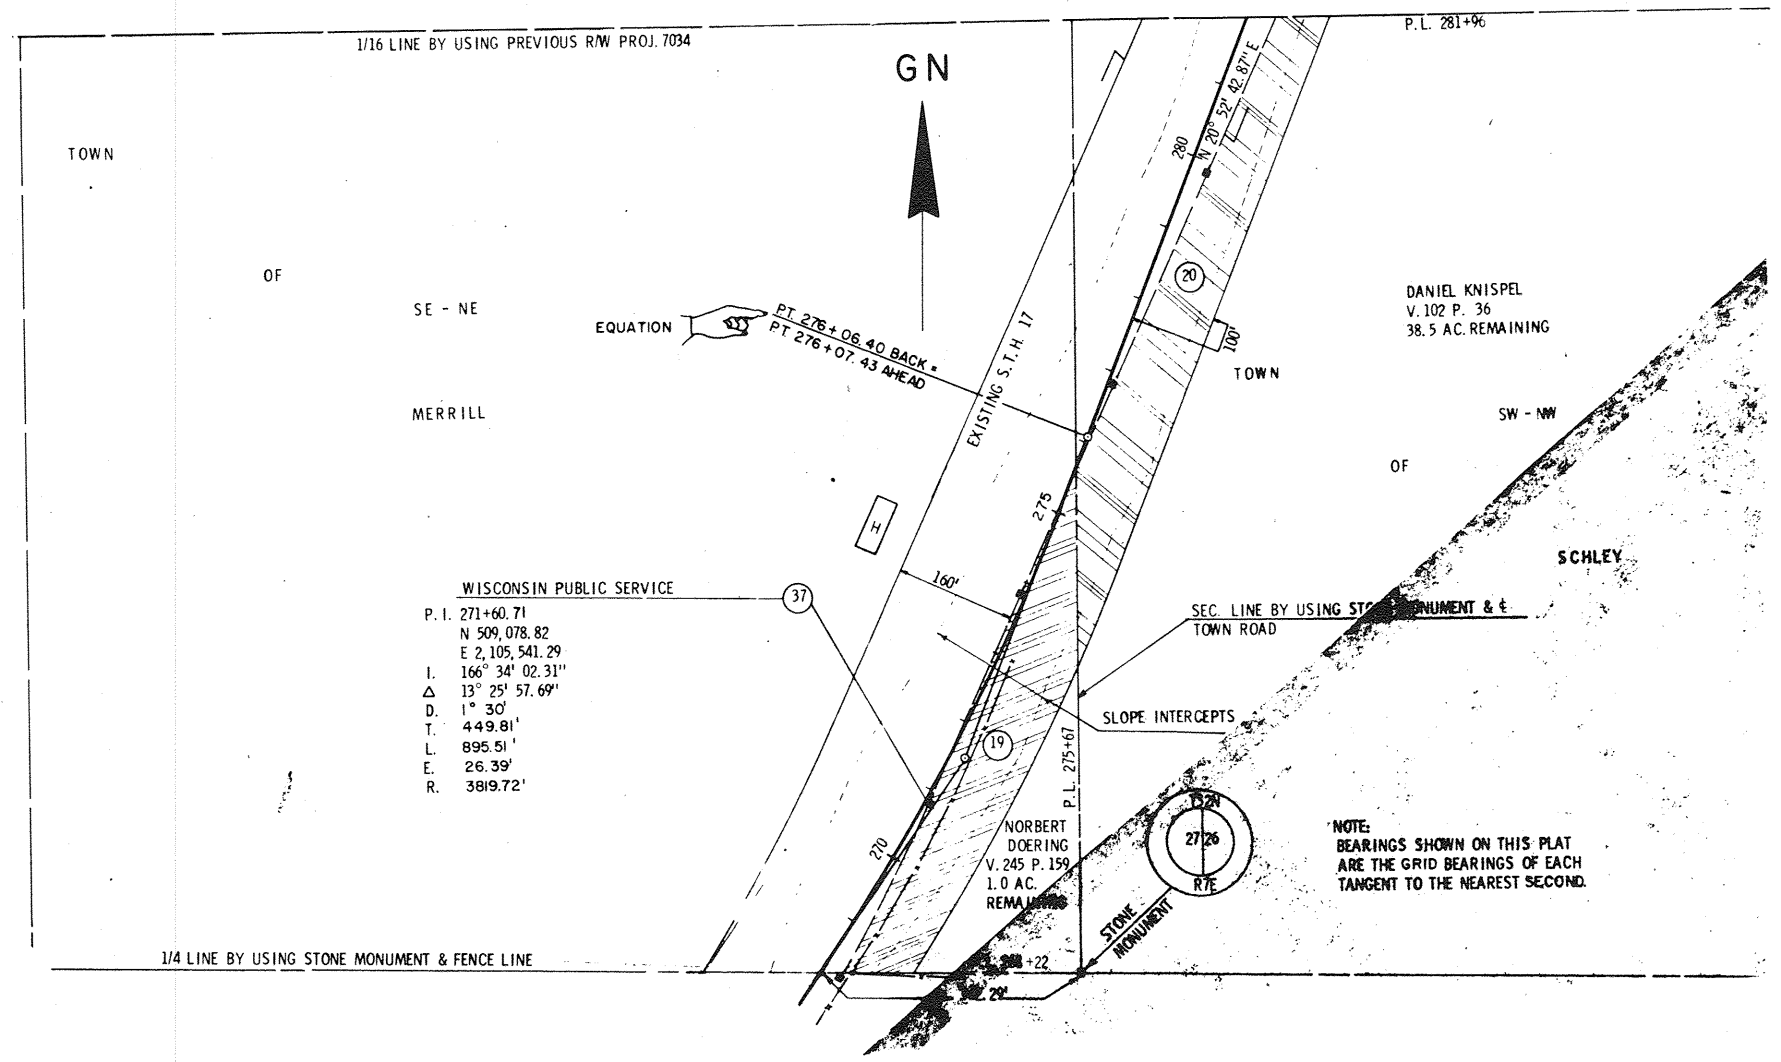 1/16 LINE BY USING PREVIOUS R/W PROJ. 7034
P.L. 281+96
GN
N 20° 52' 42.87" E
TOWN
280
OF
20
SE - NE
DANIEL KNISPEL
V. 102 P. 36
38.5 AC. REMAINING
EQUATION
PT. 276+06.40 BACK =
PT 276+07.43 AHEAD
EXISTING S.T.H. 17
100'
TOWN
MERRILL
SW - NW
OF
275
H
SCHLEY
160'
WISCONSIN PUBLIC SERVICE
37
P.I. 271+60.71
N 509,078.82
E 2,105,541.29
I. 166° 34' 02.31"
Δ 13° 25' 57.69"
D. 1° 30'
T. 449.81'
L. 895.51'
E. 26.39'
R. 3819.72'
SEC. LINE BY USING STONE MONUMENT & ℄
TOWN ROAD
SLOPE INTERCEPTS
19
P.L. 275+67
T32N
27 26
R7E
NORBERT
DOERING
V. 245 P. 159
1.0 AC.
REMAINING
270
NOTE:
BEARINGS SHOWN ON THIS PLAT
ARE THE GRID BEARINGS OF EACH
TANGENT TO THE NEAREST SECOND.
STONE
MONUMENT
1/4 LINE BY USING STONE MONUMENT & FENCE LINE
+22
29'